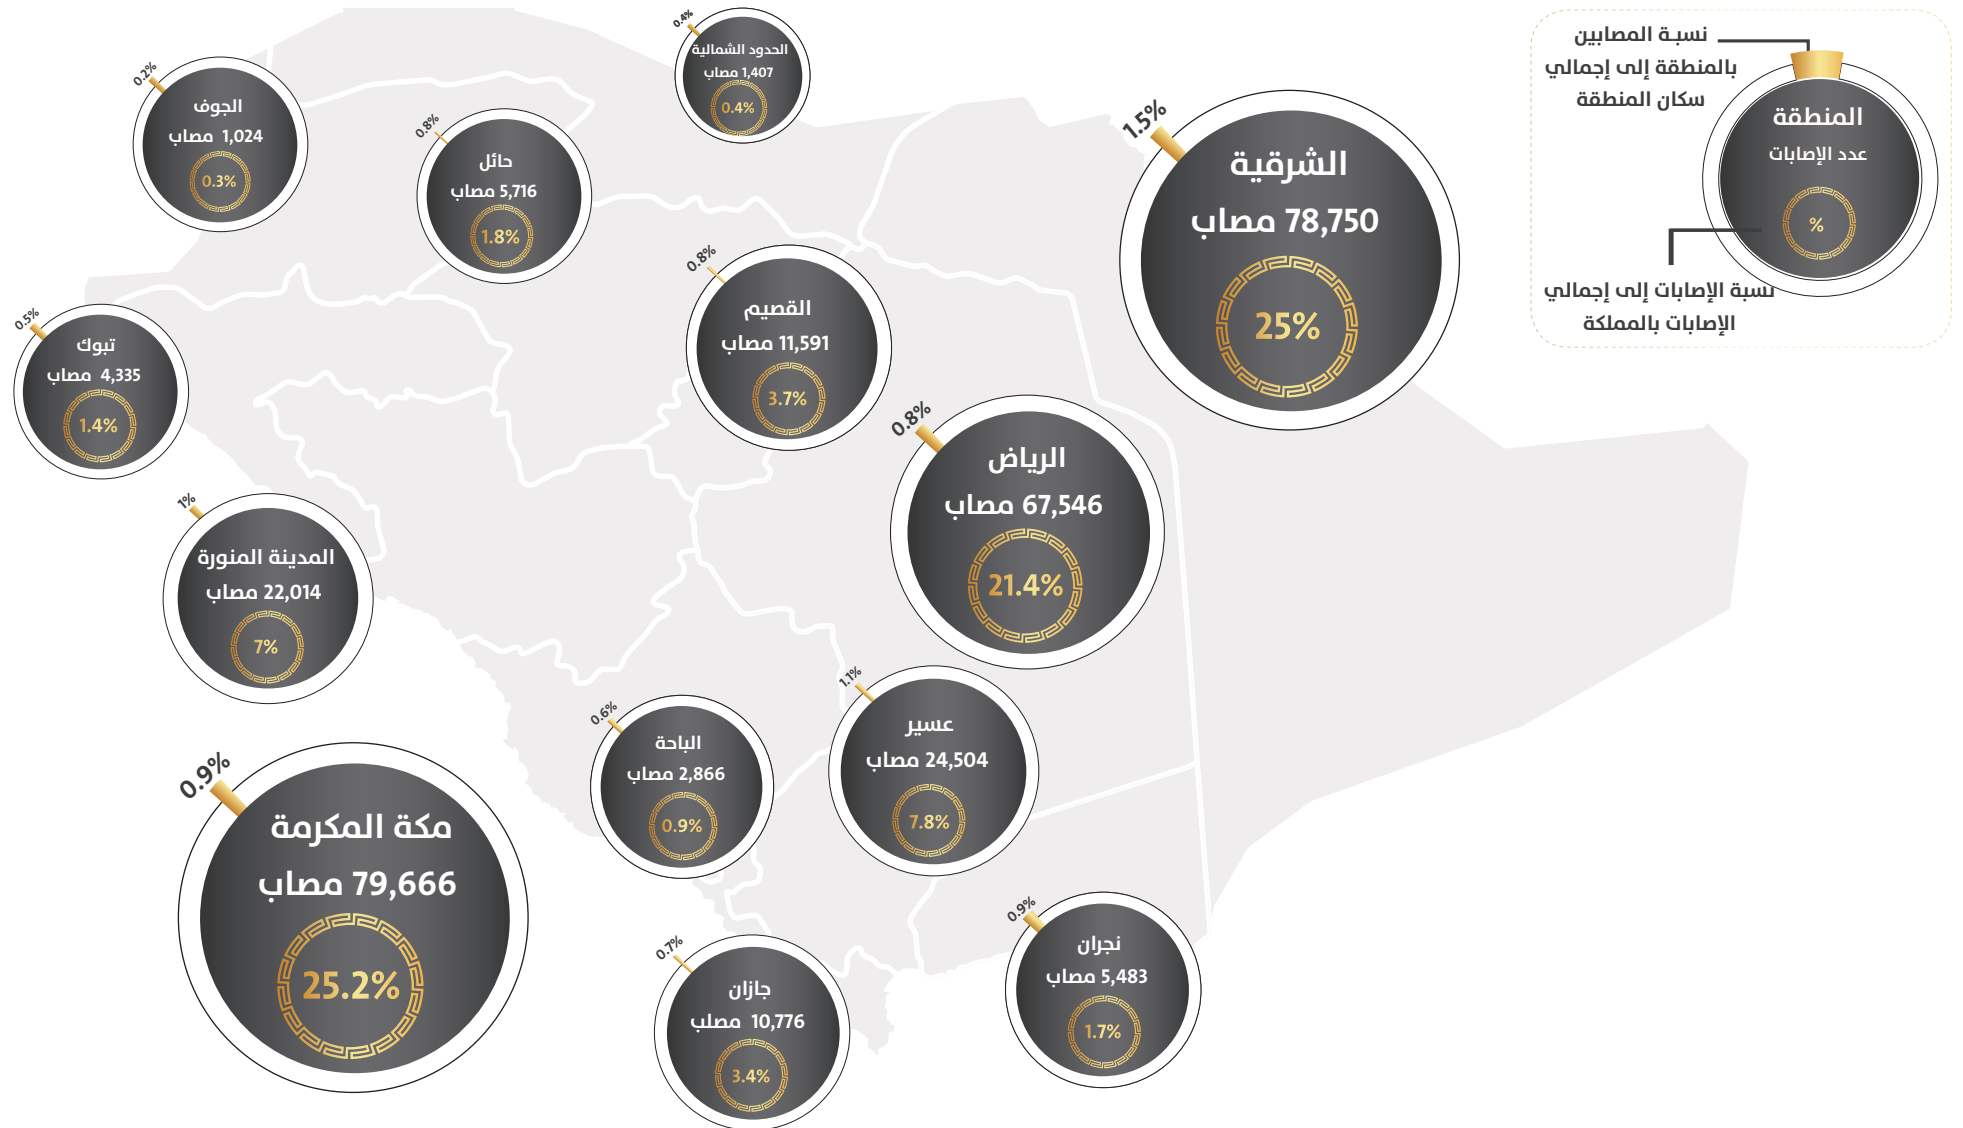 نسبة المصابين
بالمنطقة إلى إجمالي
سكان المنطقة
المنطقة
عدد الإصابات
%
نسبة الإصابات إلى إجمالي
الإصابات بالمملكة
0.4%
الحدود الشمالية
1,407 مصاب
0.4%
0.2%
الجوف
1,024 مصاب
0.3%
0.8%
حائل
5,716 مصاب
1.8%
1.5%
الشرقية
78,750 مصاب
25%
0.8%
القصيم
11,591 مصاب
3.7%
0.5%
تبوك
4,335 مصاب
1.4%
0.8%
الرياض
67,546 مصاب
21.4%
1%
المدينة المنورة
22,014 مصاب
7%
1.1%
عسير
24,504 مصاب
7.8%
0.6%
الباحة
2,866 مصاب
0.9%
0.9%
مكة المكرمة
79,666 مصاب
25.2%
0.9%
نجران
5,483 مصاب
1.7%
0.7%
جازان
10,776 مصلب
3.4%